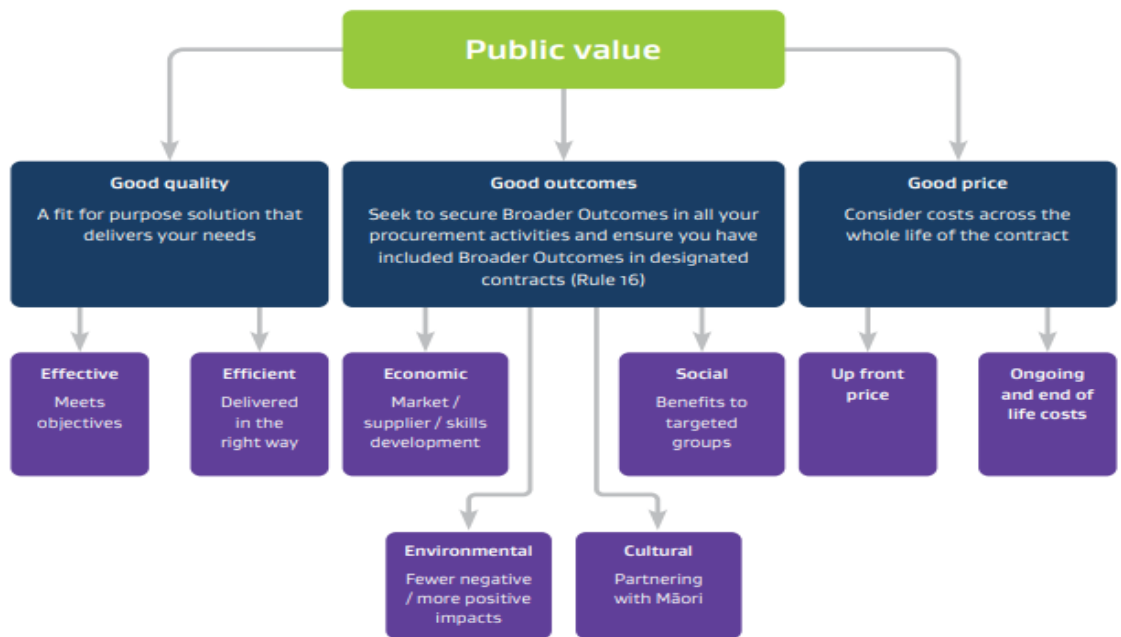 Public value
Good quality
A fit for purpose solution that
delivers your needs
Good outcomes
Seek to secure Broader Outcomes in all your
procurement activities and ensure you have
included Broader Outcomes in designated
contracts (Rule 16)
Good price
Consider costs across the
whole life of the contract
Effective
Meets
objectives
Efficient
Delivered
in the
right way
Economic
Market /
supplier / skills
development
Social
Benefits to
targeted
groups
Up front
price
Ongoing
and end of
life costs
Environmental
Fewer negative
/ more positive
impacts
Cultural
Partnering
with Māori